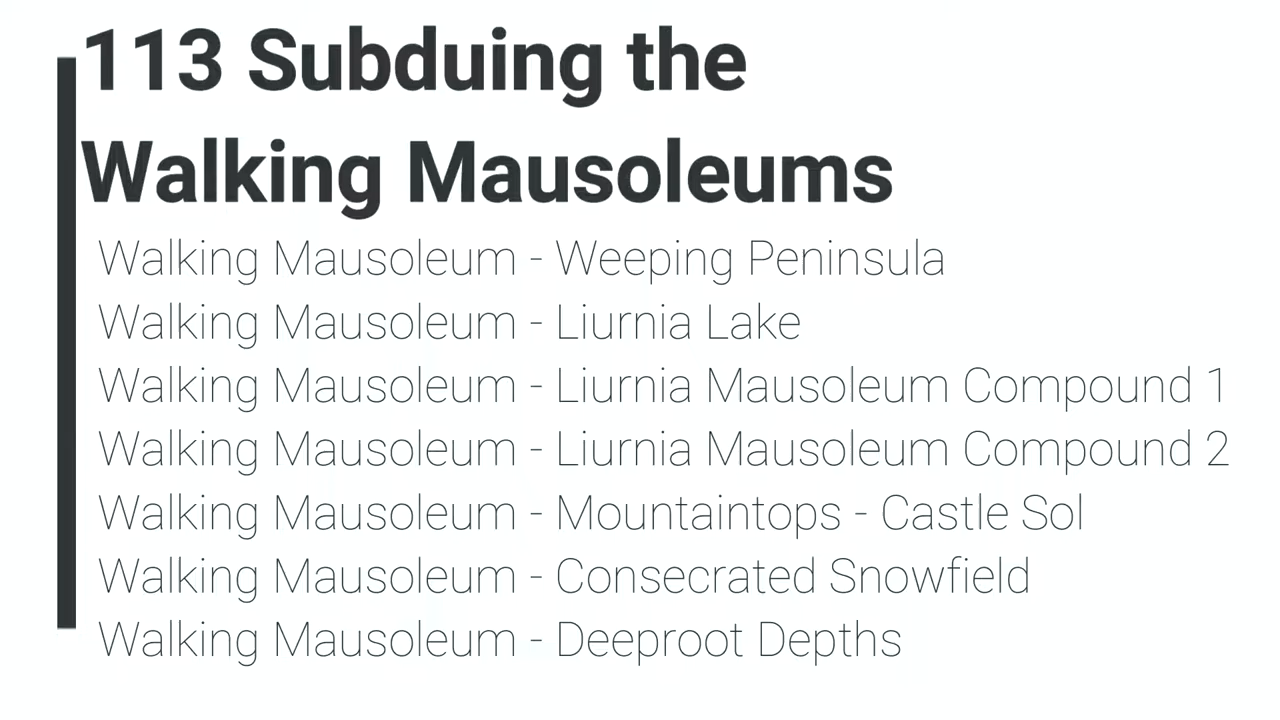 113 Subduing the
Walking Mausoleums
Walking Mausoleum - Weeping Peninsula
Walking Mausoleum - Liurnia Lake
Walking Mausoleum - Liurnia Mausoleum Compound 1
Walking Mausoleum - Liurnia Mausoleum Compound 2
Walking Mausoleum - Mountaintops - Castle Sol
Walking Mausoleum - Consecrated Snowfield
Walking Mausoleum - Deeproot Depths